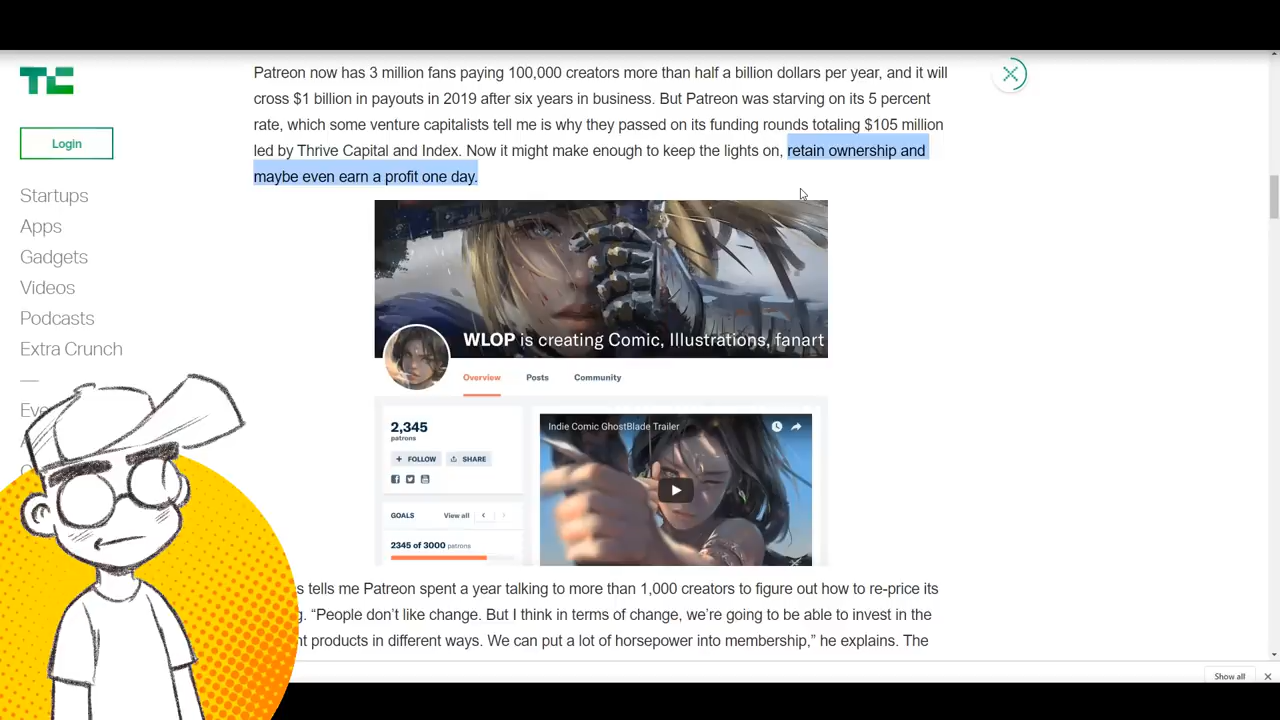 Patreon now has 3 million fans paying 100,000 creators more than half a billion dollars per year, and it will
cross $1 billion in payouts in 2019 after six years in business. But Patreon was starving on its 5 percent
rate, which some venture capitalists tell me is why they passed on its funding rounds totaling $105 million
led by Thrive Capital and Index. Now it might make enough to keep the lights on, retain ownership and
maybe even earn a profit one day.
TC
Login
Startups
Apps
Gadgets
Videos
Podcasts
Extra Crunch
Eve
WLOP is creating Comic, Illustrations, fanart
Overview
Posts
Community
2,345
patrons
+ FOLLOW
SHARE
GOALS
View all
2345 of 3000 patrons
Indie Comic GhostBlade Trailer
s tells me Patreon spent a year talking to more than 1,000 creators to figure out how to re-price its
g. “People don’t like change. But I think in terms of change, we’re going to be able to invest in the
nt products in different ways. We can put a lot of horsepower into membership,” he explains. The
Show all